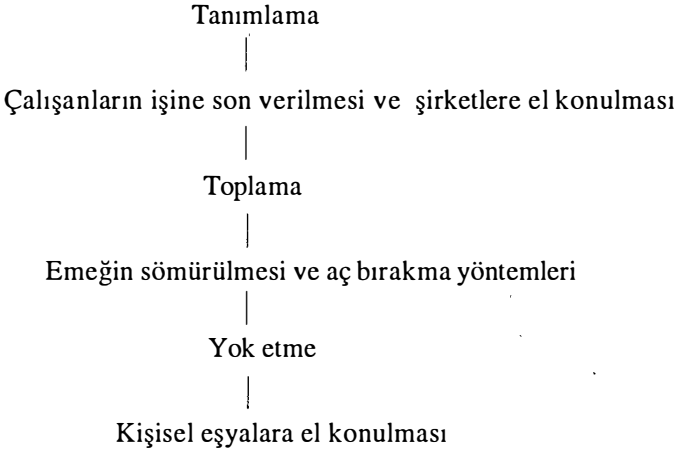 Tanımlama
Çalışanların işine son verilmesi ve şirketlere el konulması
Toplama
Emeğin sömürülmesi ve aç bırakma yöntemleri
Yok etme
Kişisel eşyalara el konulması